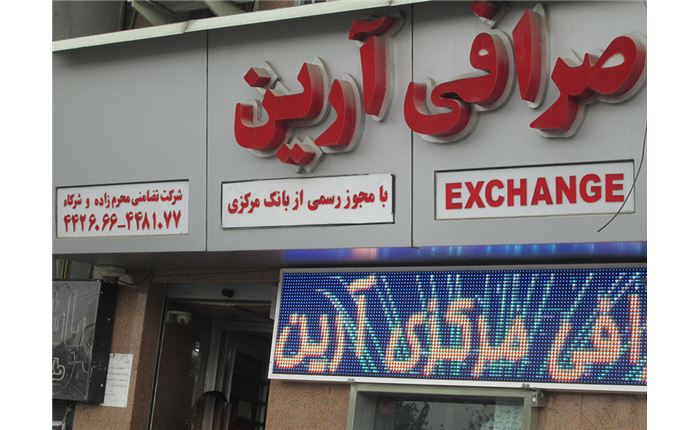 صرافی آرین
EXCHANGE
با مجوز رسمی از بانک مرکزی
شرکت تضامنی محرم زاده و شرکاء
۴۴۲۶۰۶۶-۴۴۸۱۰۷۷
افی مرکزی آرین